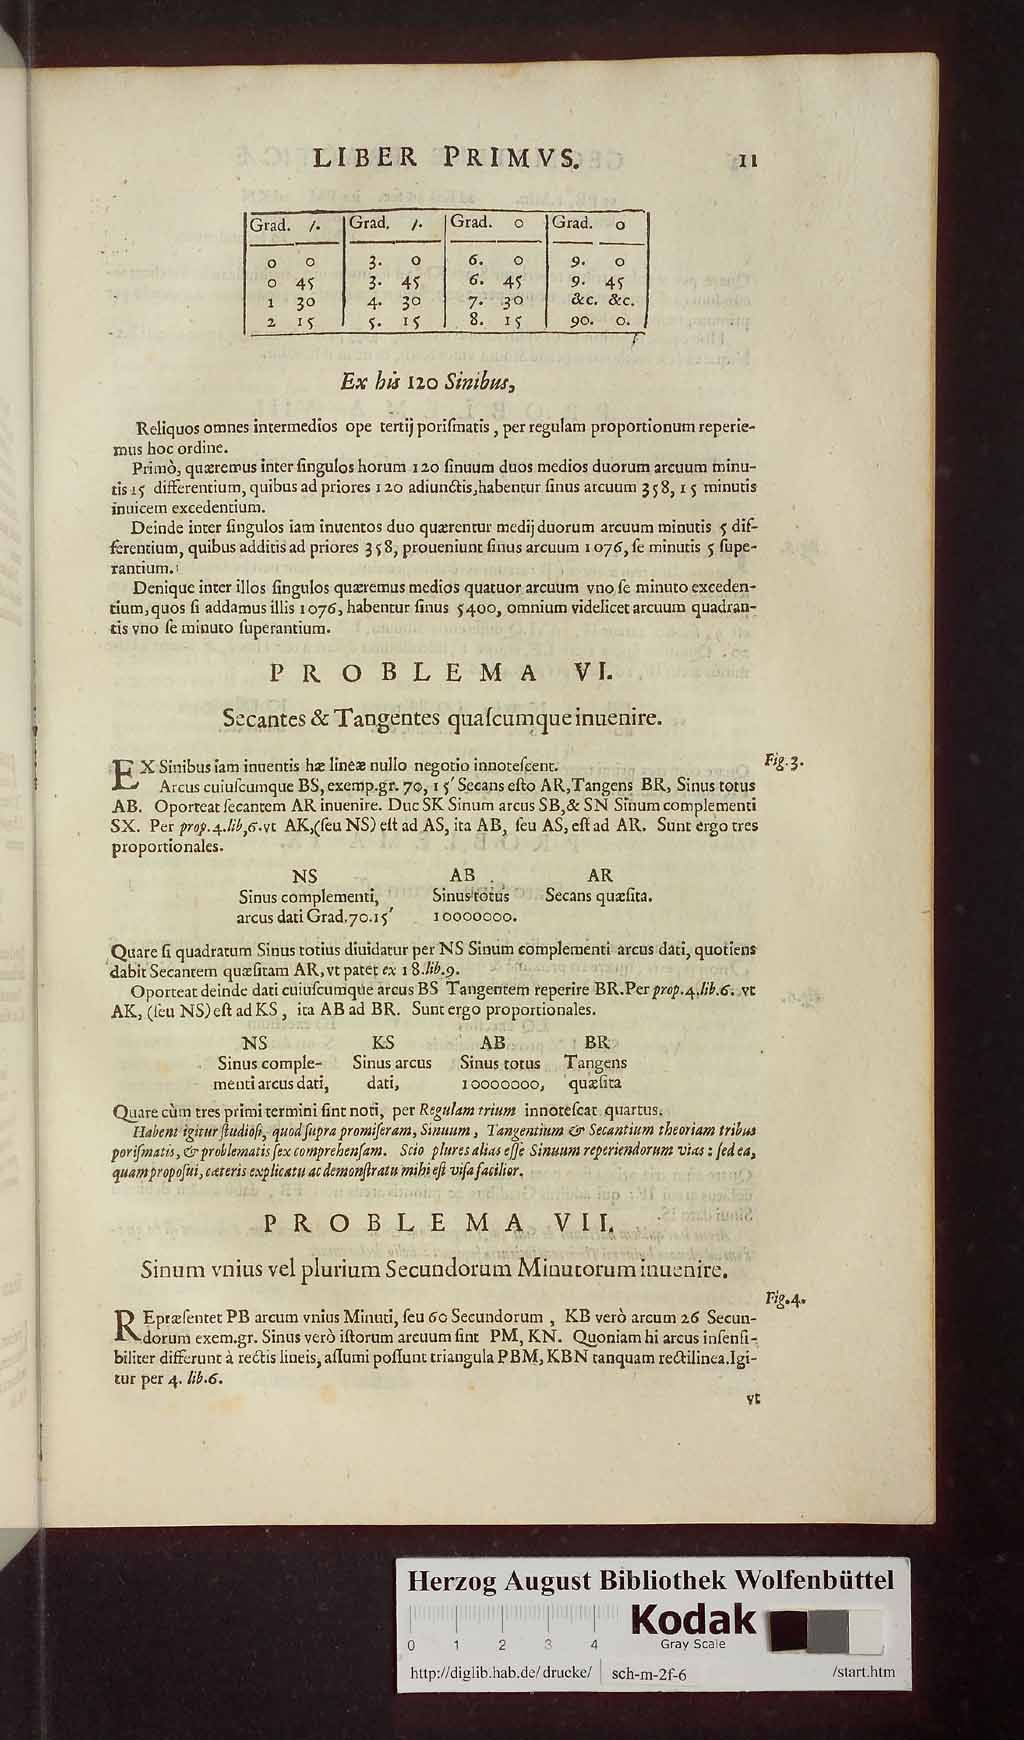 LIBER PRIMVS. 11
Grad. /. Grad. /. Grad. o Grad. o
0 0 3. 0 6. 0 9. 0
0 45 3. 45 6. 45 9. 45
1 30 4. 30 7. 30 &c. &c.
2 15 5. 15 8. 15 90. 0.
Ex his 120 Sinibus,
Reliquos omnes intermedios ope tertij poriſmatis, per regulam proportionum reperie-
mus hoc ordine.
Primò, quæremus inter ſingulos horum 120 ſinuum duos medios duorum arcuum minu-
tis 15 differentium, quibus ad priores 120 adiunctis, habentur ſinus arcuum 358, 15 minutis
inuicem excedentium.
Deinde inter ſingulos iam inuentos duo quærentur medij duorum arcuum minutis 5 dif-
ferentium, quibus additis ad priores 358, proueniunt ſinus arcuum 1076, ſe minutis 5 ſupe-
rantium.
Denique inter illos ſingulos quæremus medios quatuor arcuum vno ſe minuto exceden-
tium, quos ſi addamus illis 1076, habentur ſinus 5400, omnium videlicet arcuum quadran-
tis vno ſe minuto ſuperantium.
PROBLEMA VI.
Secantes & Tangentes quaſcumque inuenire.
EX Sinibus iam inuentis hæ lineæ nullo negotio innoteſcent. Fig. 3.
Arcus cuiuſcumque BS, exemp. gr. 70, 15′ Secans eſto AR, Tangens BR, Sinus totus
AB. Oporteat ſecantem AR inuenire. Duc SK Sinum arcus SB, & SN Sinum complementi
SX. Per prop. 4. lib, 6. vt AK, (ſeu NS) eſt ad AS, ita AB, ſeu AS, eſt ad AR. Sunt ergo tres
proportionales.
NS AB . AR
Sinus complementi, Sinus totus Secans quæſita.
arcus dati Grad. 70. 15′ 10000000.
Quare ſi quadratum Sinus totius diuidatur per NS Sinum complementi arcus dati, quotiens
dabit Secantem quæſitam AR, vt patet ex 18. lib. 9.
Oporteat deinde dati cuiuſcumque arcus BS Tangentem reperire BR. Per prop. 4. lib. 6. vt
AK, (ſeu NS) eſt ad KS, ita AB ad BR. Sunt ergo proportionales.
NS KS AB BR
Sinus comple- Sinus arcus Sinus totus Tangens
menti arcus dati, dati, 10000000, quæſita
Quare cùm tres primi termini ſint noti, per Regulam trium innoteſcat quartus.
Habent igitur ſtudioſi, quod ſupra promiſeram, Sinuum, Tangentium & Secantium theoriam tribus
poriſmatis, & problematis ſex comprehenſam. Scio plures alias eſſe Sinuum reperiendorum vias: ſed ea,
quam propoſui, cæteris explicatu ac demonſtratu mihi eſt viſa facilior.
PROBLEMA VII.
Sinum vnius vel plurium Secundorum Minutorum inuenire.
Fig. 4.
REpræſentet PB arcum vnius Minuti, ſeu 60 Secundorum, KB verò arcum 26 Secun-
dorum exem. gr. Sinus verò iſtorum arcuum ſint PM, KN. Quoniam hi arcus inſenſi-
biliter differunt à rectis lineis, aſſumi poſſunt triangula PBM, KBN tanquam rectilinea. Igi-
tur per 4. lib. 6.
vt
Herzog August Bibliothek Wolfenbüttel
Kodak
Gray Scale
0 1 2 3 4
http://diglib.hab.de/drucke/ sch-m-2f-6 /start.htm